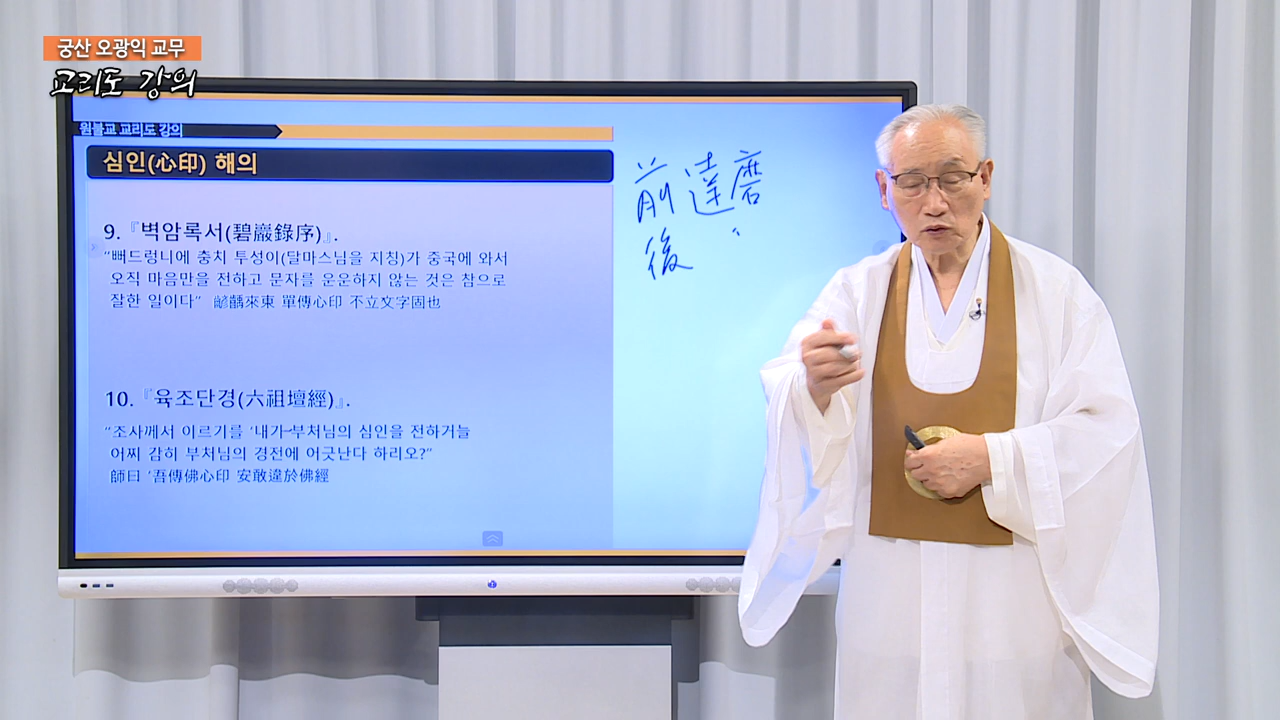 궁산 오광익 교무
교리도 강의
원불교 교리도 강의
심인(心印) 해의
9. 『벽암록서(碧巖錄序)』.
“뻐드렁니에 충치 투성이(달마스님을 지칭)가 중국에 와서
오직 마음만을 전하고 문자를 운운하지 않는 것은 참으로
잘한 일이다” 齾齲來東 單傳心印 不立文字固也
10. 『육조단경(六祖壇經)』.
“조사께서 이르기를 ‘내가 부처님의 심인을 전하거늘
어찌 감히 부처님의 경전에 어긋난다 하리오?”
師曰 ‘吾傳佛心印 安敢違於佛經
前達磨
後 〃